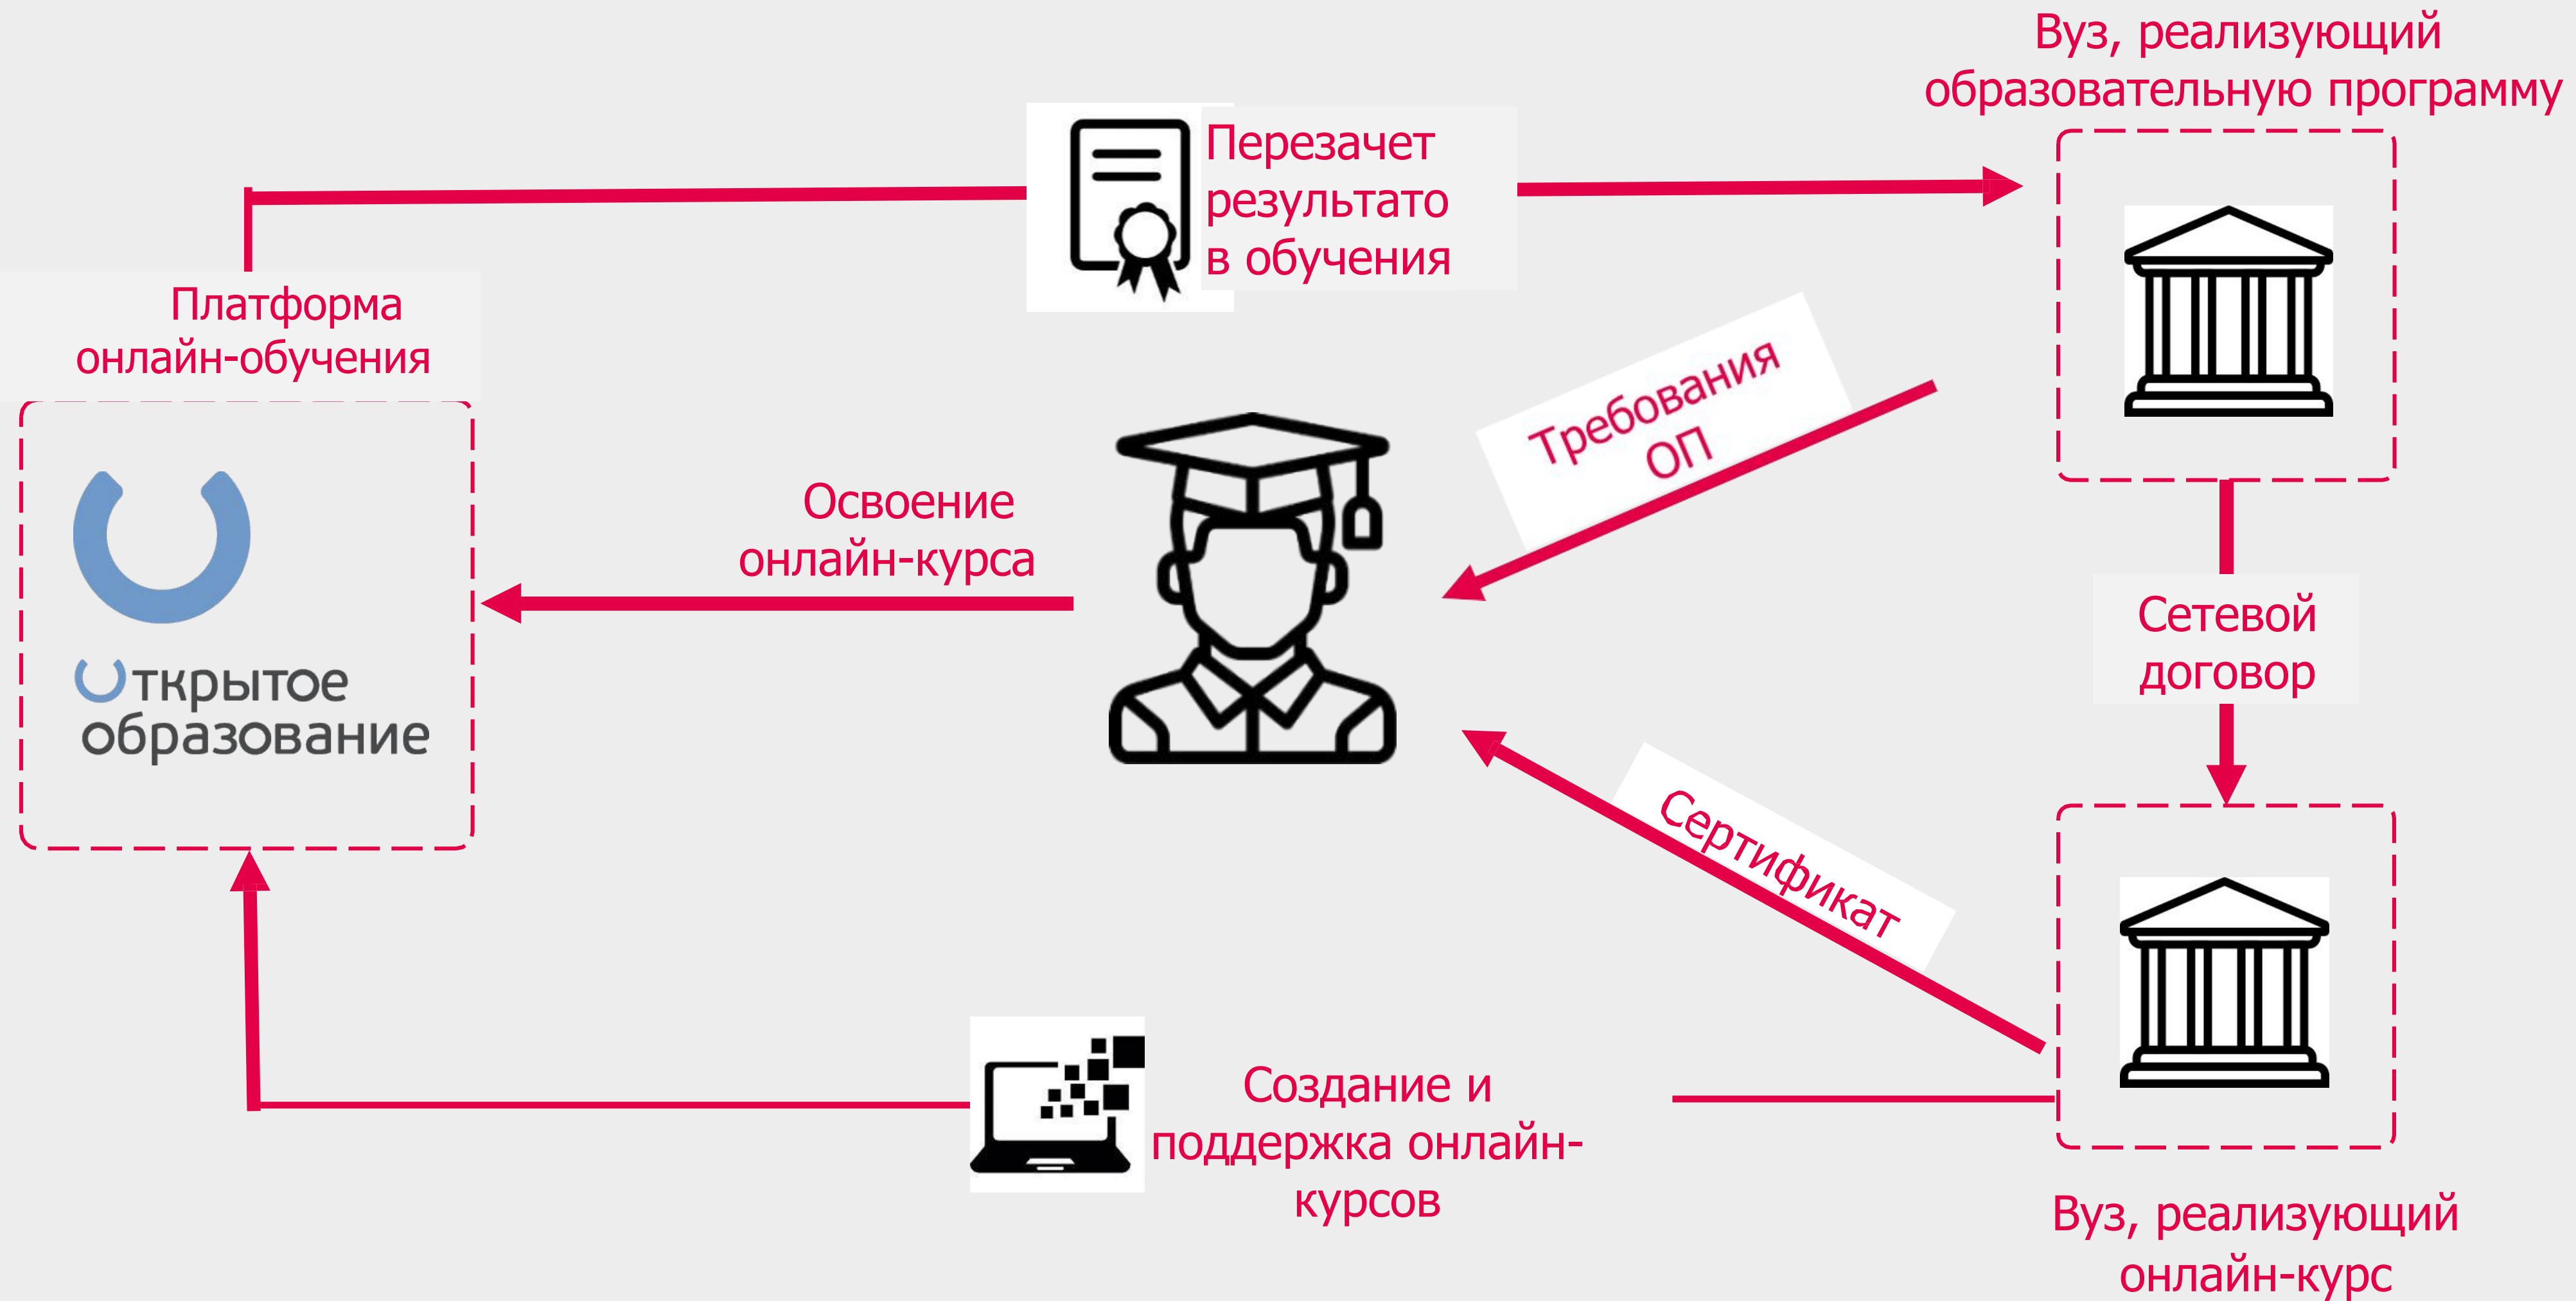 Вуз, реализующий
образовательную программу
Перезачет
результато
в обучения
Платформа
онлайн-обучения
Требования
ОП
Освоение
онлайн-курса
Открытое
образование
Сетевой
договор
Сертификат
Создание и
поддержка онлайн-
курсов
Вуз, реализующий
онлайн-курс